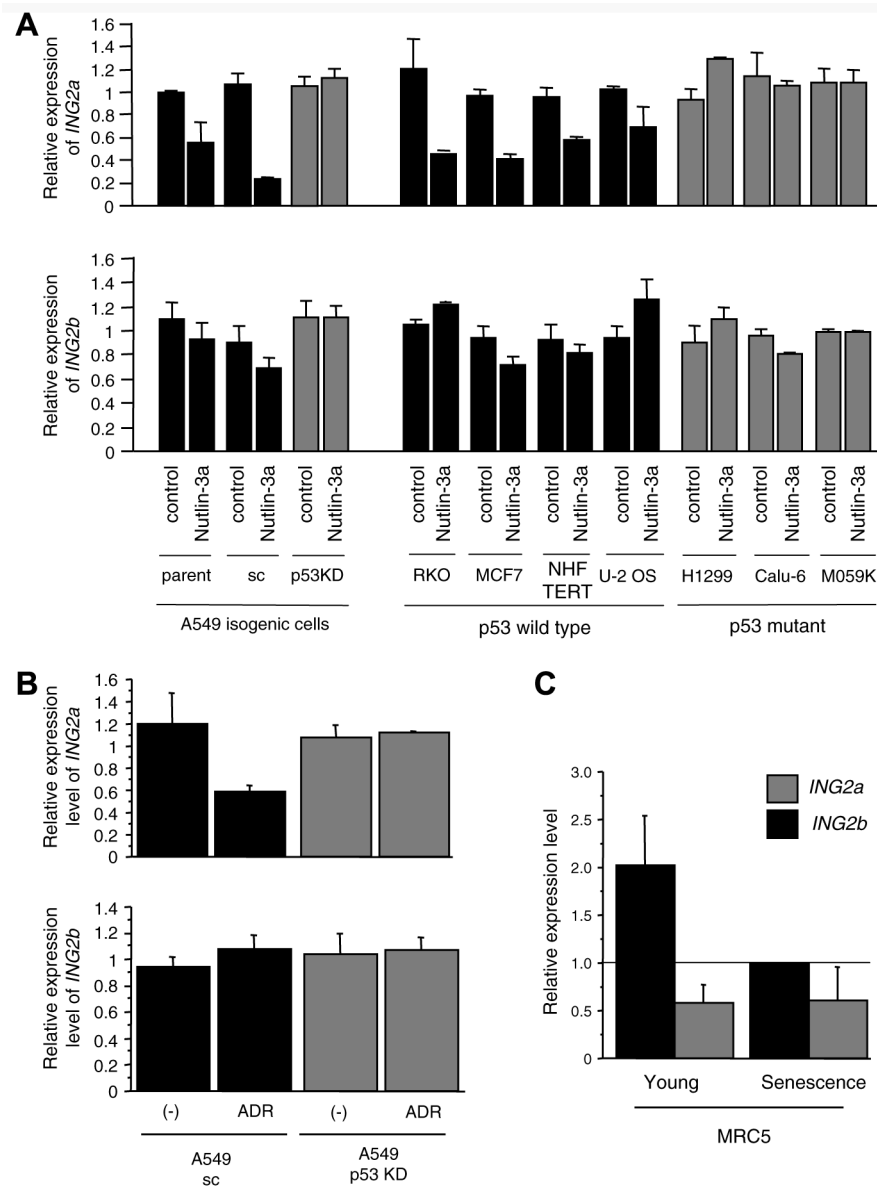 A
Relative expression
of ING2a
1.6
1.4
1.2
1
0.8
0.6
0.4
0.2
0
Relative expression
of ING2b
1.6
1.4
1.2
1
0.8
0.6
0.4
0.2
0
control Nutlin-3a control Nutlin-3a control Nutlin-3a control Nutlin-3a control Nutlin-3a control Nutlin-3a control Nutlin-3a control Nutlin-3a control Nutlin-3a control Nutlin-3a
parent sc p53KD RKO MCF7 NHF TERT U-2 OS H1299 Calu-6 M059K
A549 isogenic cells p53 wild type p53 mutant
B
Relative expression
level of ING2a
1.6
1.4
1.2
1
0.8
0.6
0.4
0.2
0
Relative expression
level of ING2b
1.4
1.2
1
0.8
0.6
0.4
0.2
0
(-) ADR (-) ADR
A549
sc
A549
p53 KD
C
Relative expression level
3.0
2.5
2.0
1.5
1.0
0.5
0
ING2a
ING2b
Young Senescence
MRC5